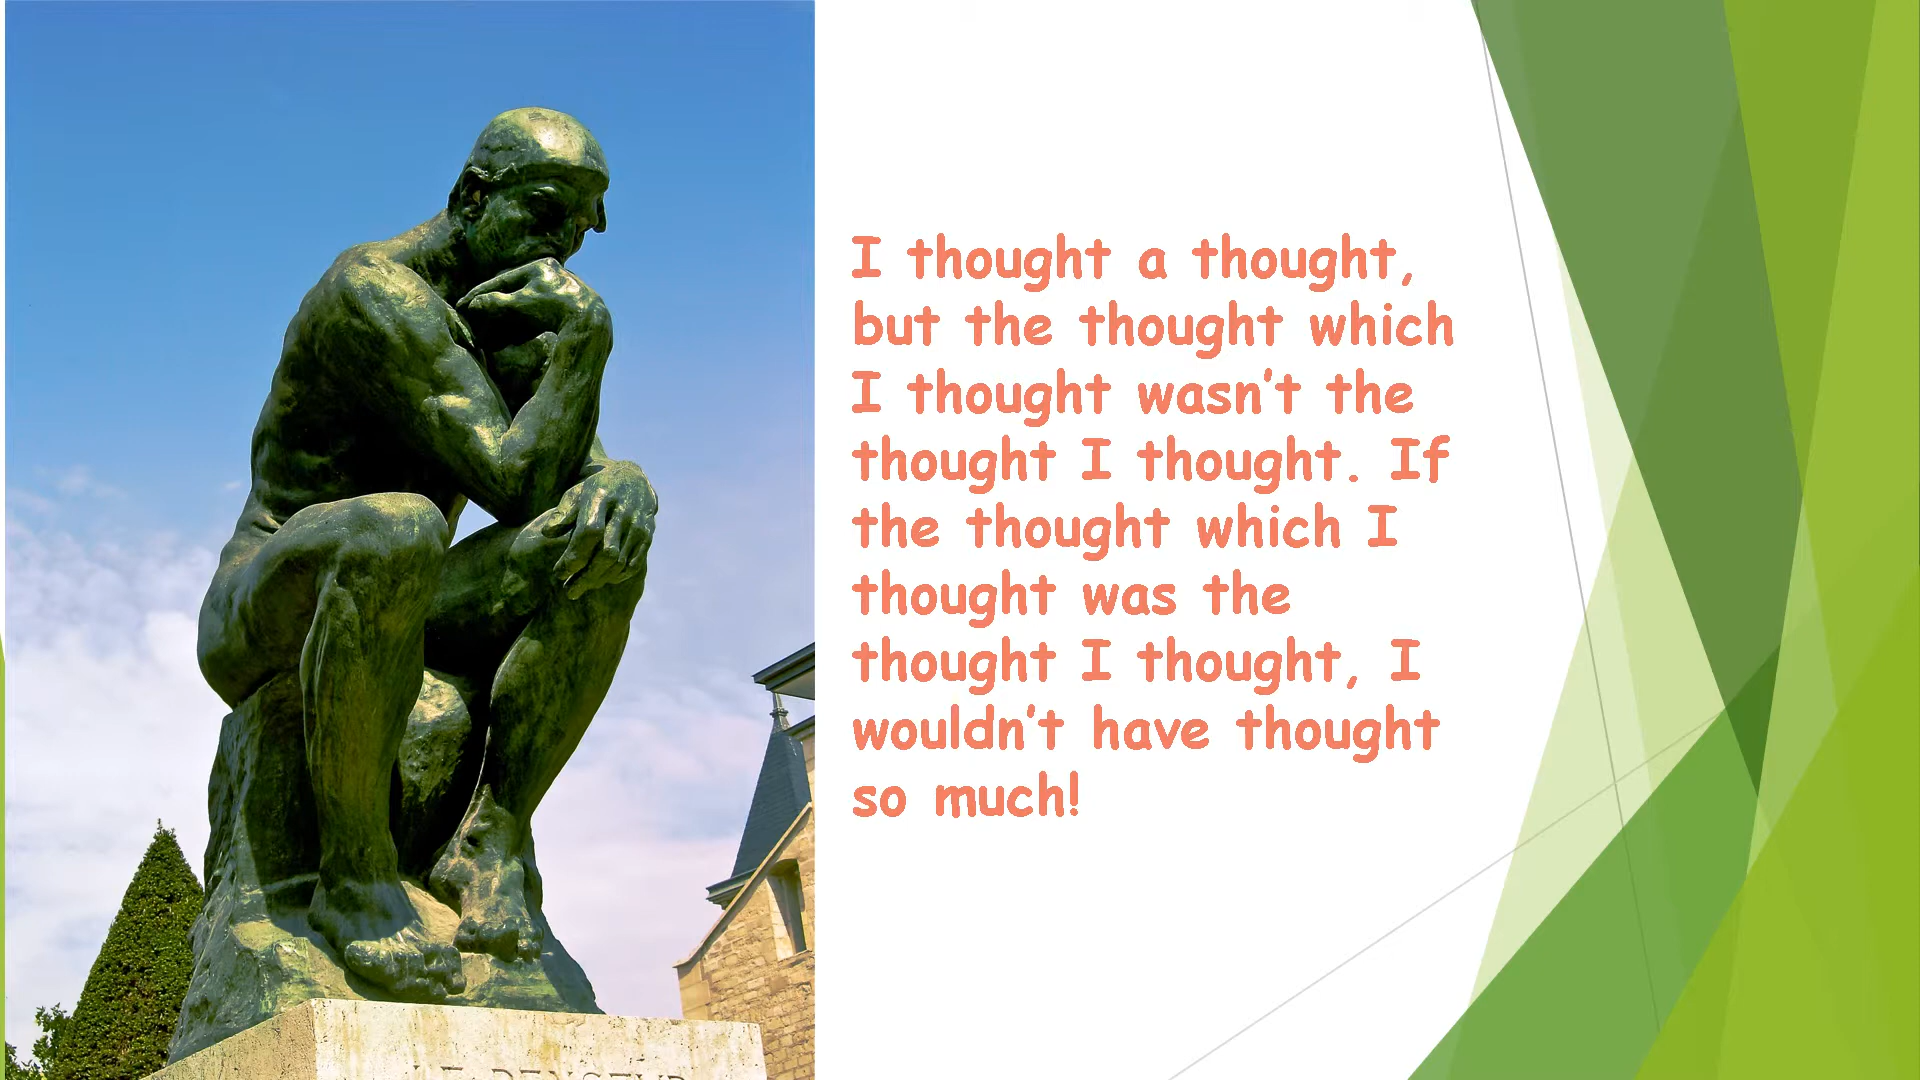 I thought a thought,
but the thought which
I thought wasn't the
thought I thought. If
the thought which I
thought was the
thought I thought, I
wouldn't have thought
so much!